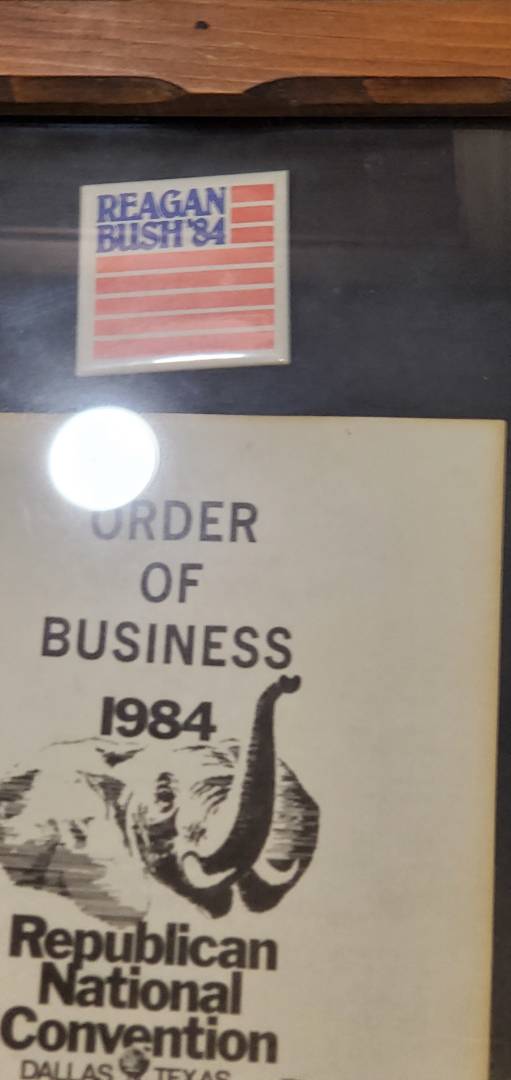 REAGAN
BUSH '84
ORDER
OF
BUSINESS
1984
Republican
National
Convention
DALLAS TEXAS